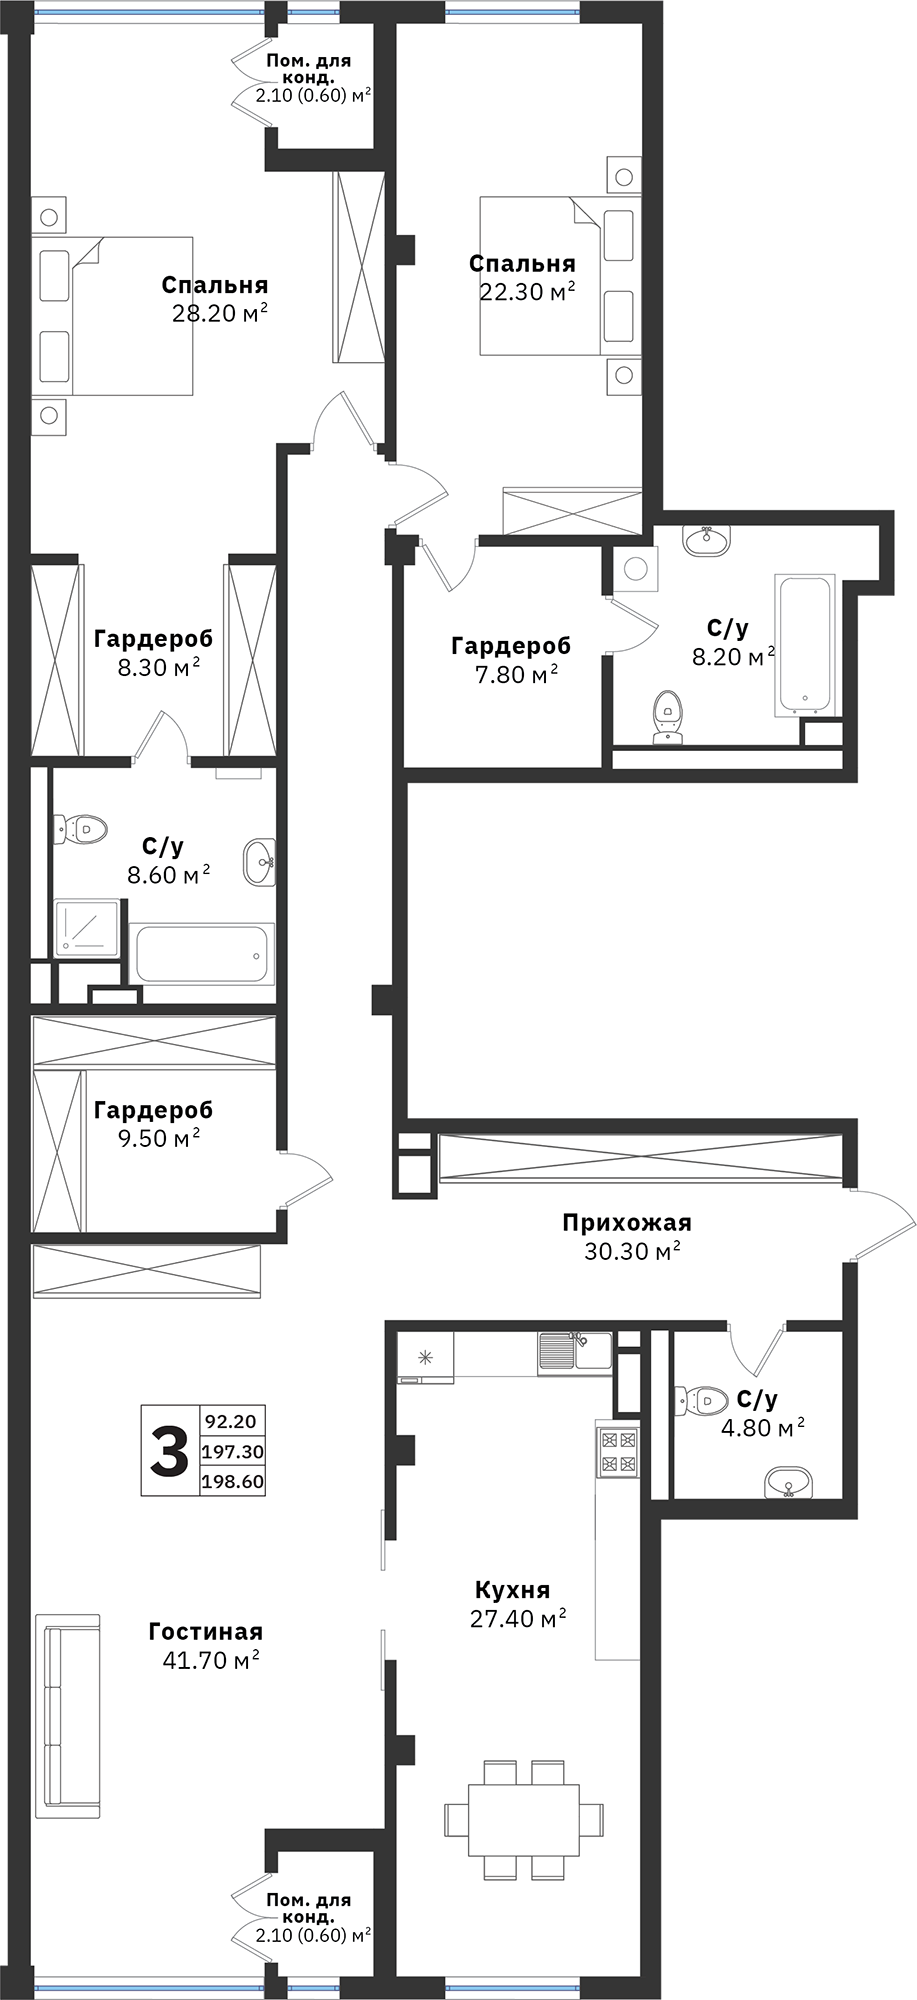 Пом. для
конд.
2.10 (0.60) м²
Спальня
28.20 м²
Спальня
22.30 м²
Гардероб
8.30 м²
Гардероб
7.80 м²
С/у
8.20 м²
С/у
8.60 м²
Гардероб
9.50 м²
Прихожая
30.30 м²
3
92.20
197.30
198.60
С/у
4.80 м²
Кухня
27.40 м²
Гостиная
41.70 м²
Пом. для
конд.
2.10 (0.60) м²